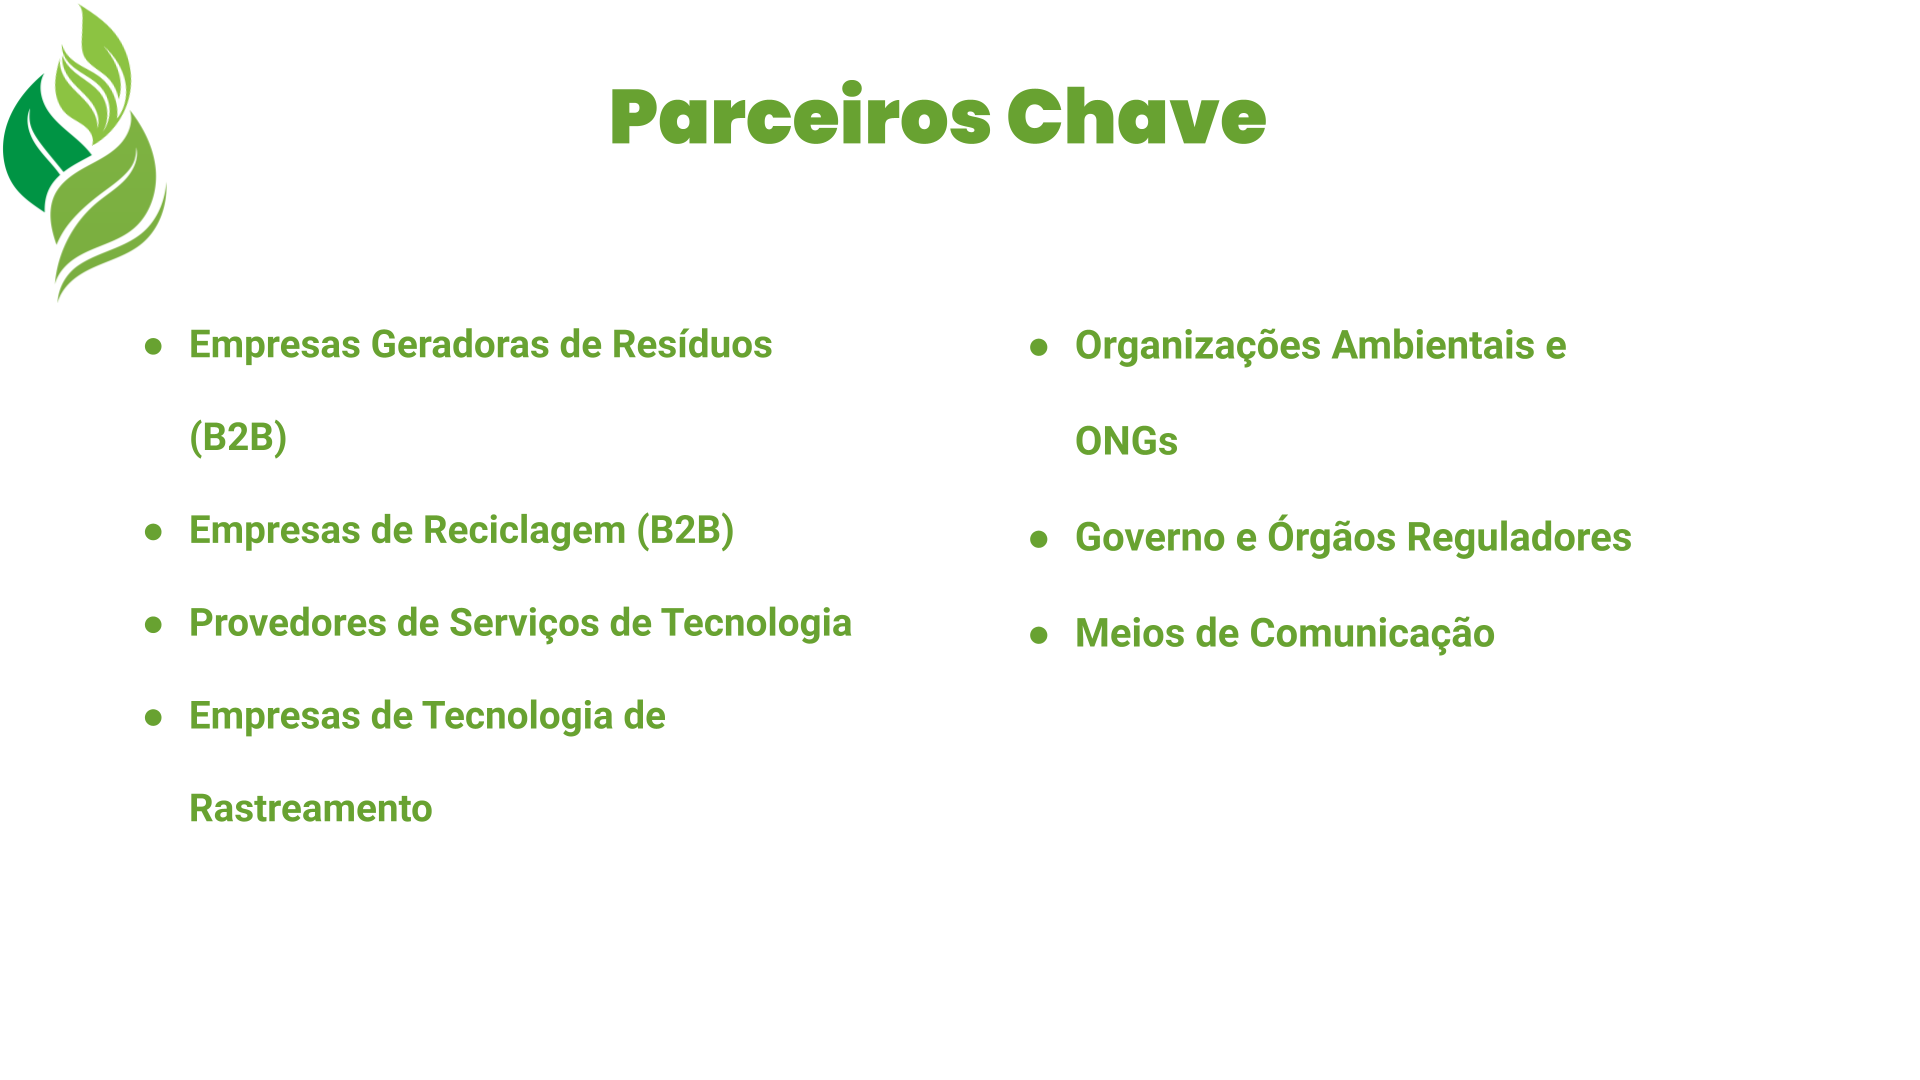 Parceiros Chave
● Empresas Geradoras de Resíduos
(B2B)
● Empresas de Reciclagem (B2B)
● Provedores de Serviços de Tecnologia
● Empresas de Tecnologia de
Rastreamento
● Organizações Ambientais e
ONGs
● Governo e Órgãos Reguladores
● Meios de Comunicação